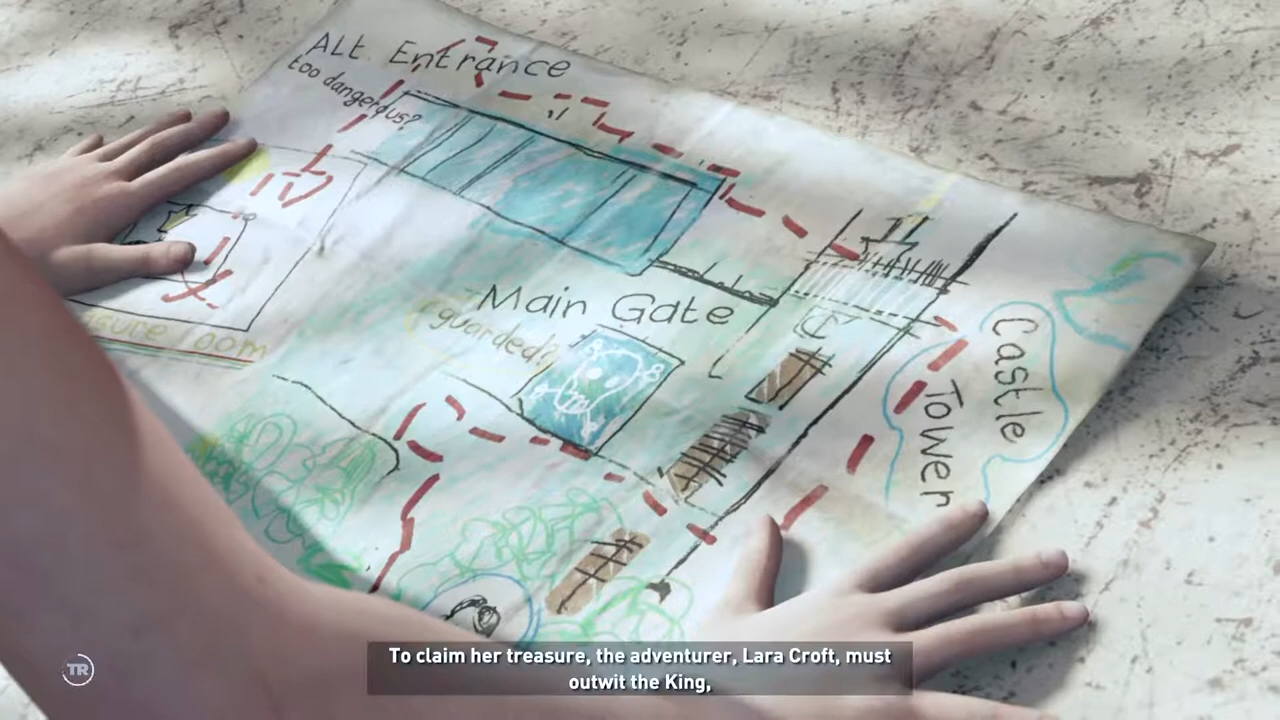 ALt. Entrance
too dangerous?
Main Gate
(guarded)
Castle
Tower
room
TR
To claim her treasure, the adventurer, Lara Croft, must
outwit the King,